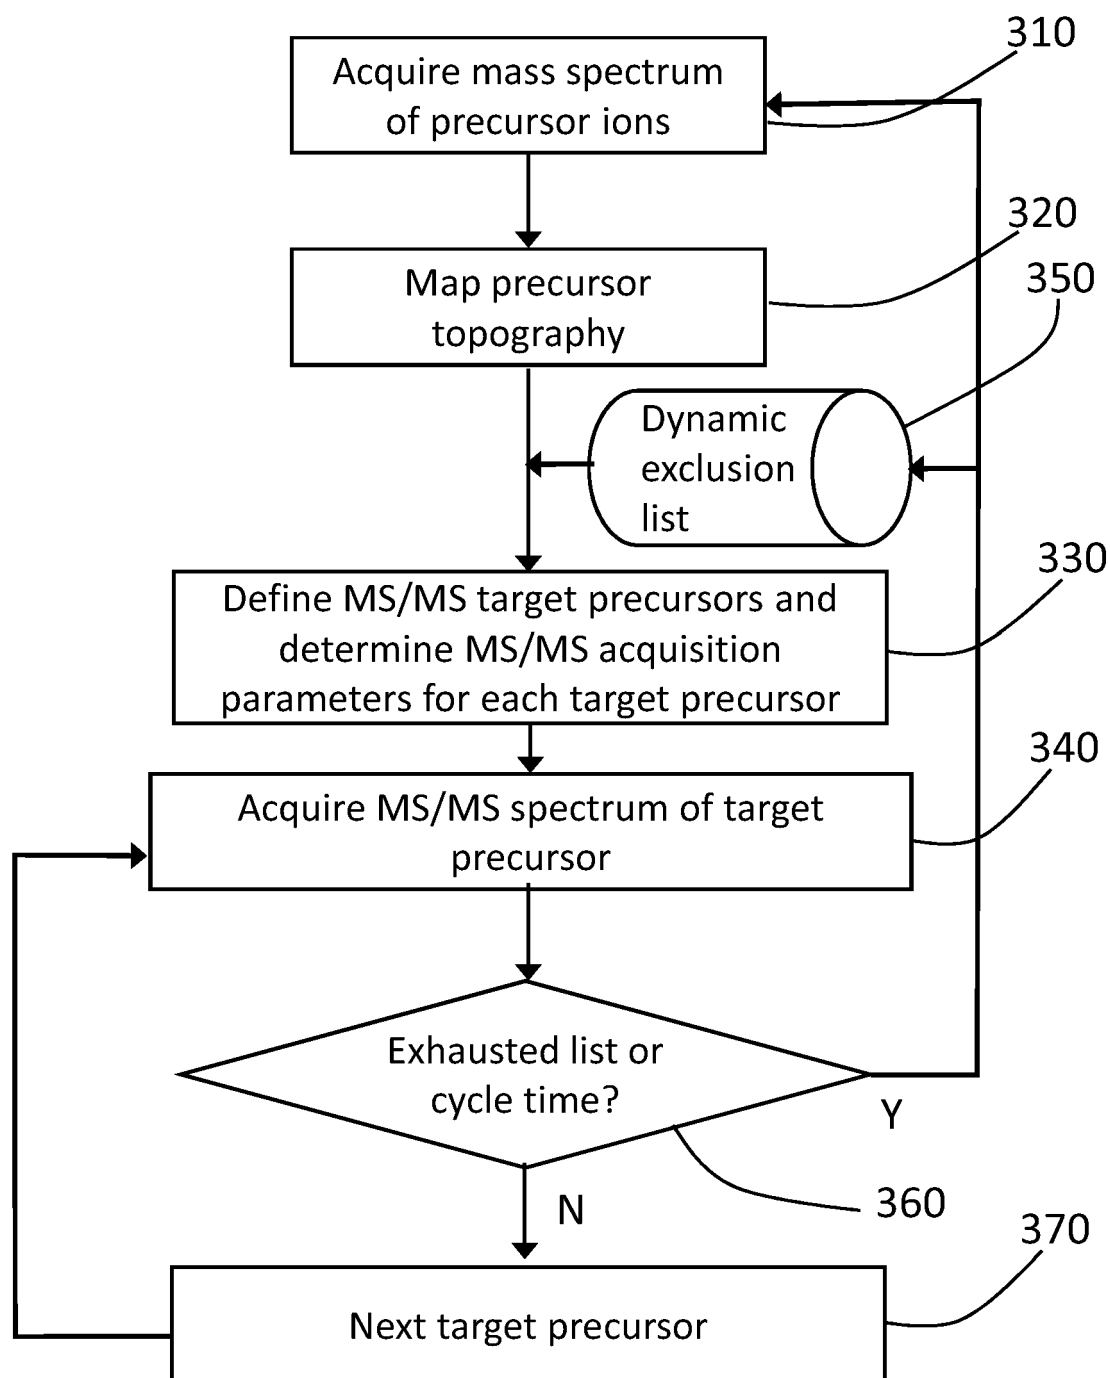 310
Acquire mass spectrum
of precursor ions
320
350
Map precursor
topography
Dynamic
exclusion
list
330
Define MS/MS target precursors and
determine MS/MS acquisition
parameters for each target precursor
340
Acquire MS/MS spectrum of target
precursor
Exhausted list or
cycle time?
Y
360
N
370
Next target precursor